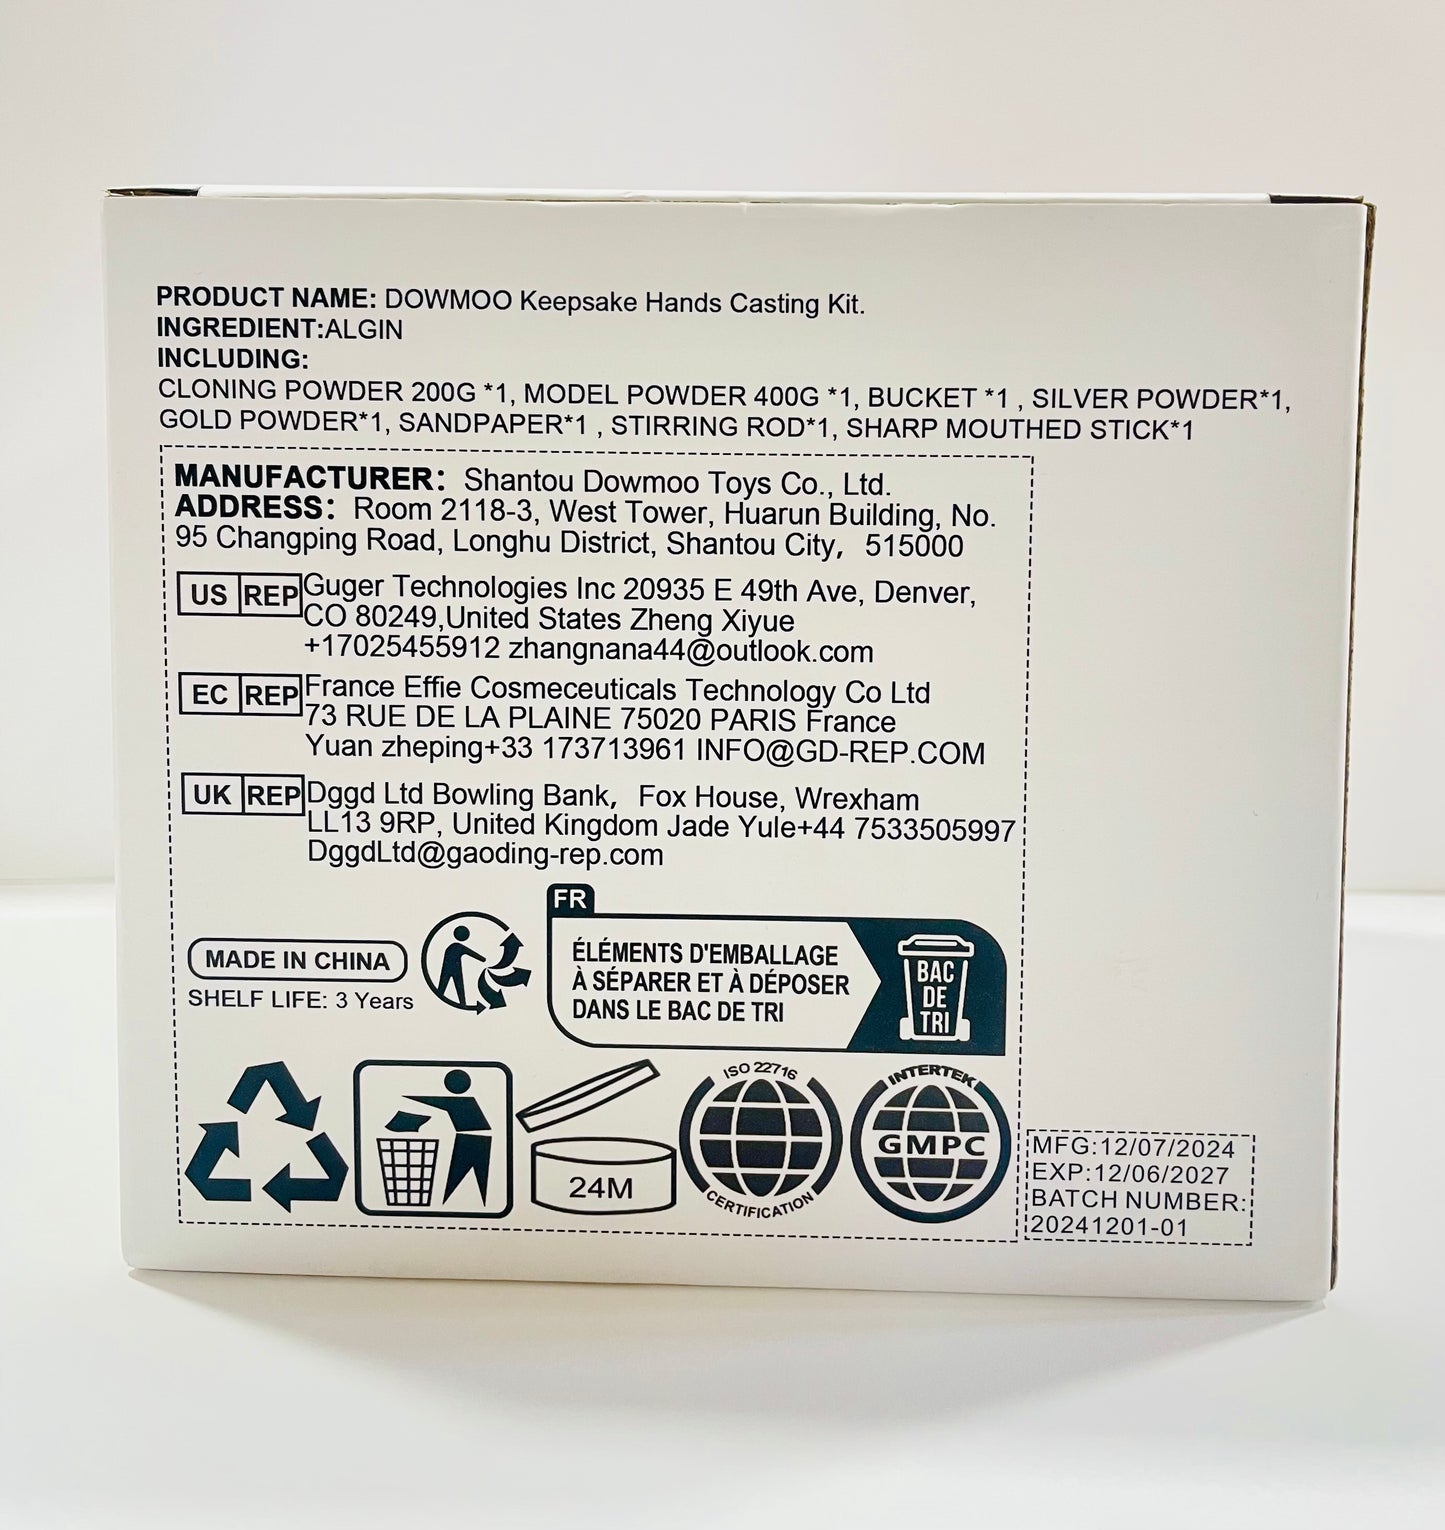 PRODUCT NAME: DOWMOO Keepsake Hands Casting Kit.
INGREDIENT:ALGIN
INCLUDING:
CLONING POWDER 200G *1, MODEL POWDER 400G *1, BUCKET *1 , SILVER POWDER*1,
GOLD POWDER*1, SANDPAPER*1 , STIRRING ROD*1, SHARP MOUTHED STICK*1
MANUFACTURER: Shantou Dowmoo Toys Co., Ltd.
ADDRESS: Room 2118-3, West Tower, Huarun Building, No.
95 Changping Road, Longhu District, Shantou City, 515000
US REP Guger Technologies Inc 20935 E 49th Ave, Denver,
CO 80249,United States Zheng Xiyue
+17025455912 zhangnana44@outlook.com
EC REP France Effie Cosmeceuticals Technology Co Ltd
73 RUE DE LA PLAINE 75020 PARIS France
Yuan zheping+33 173713961 INFO@GD-REP.COM
UK REP Dggd Ltd Bowling Bank, Fox House, Wrexham
LL13 9RP, United Kingdom Jade Yule+44 7533505997
DggdLtd@gaoding-rep.com
MADE IN CHINA
SHELF LIFE: 3 Years
FR
ÉLÉMENTS D'EMBALLAGE
À SÉPARER ET À DÉPOSER
DANS LE BAC DE TRI
BAC
DE
TRI
24M
ISO 22716
CERTIFICATION
INTERTEK
GMPC
MFG:12/07/2024
EXP:12/06/2027
BATCH NUMBER:
20241201-01